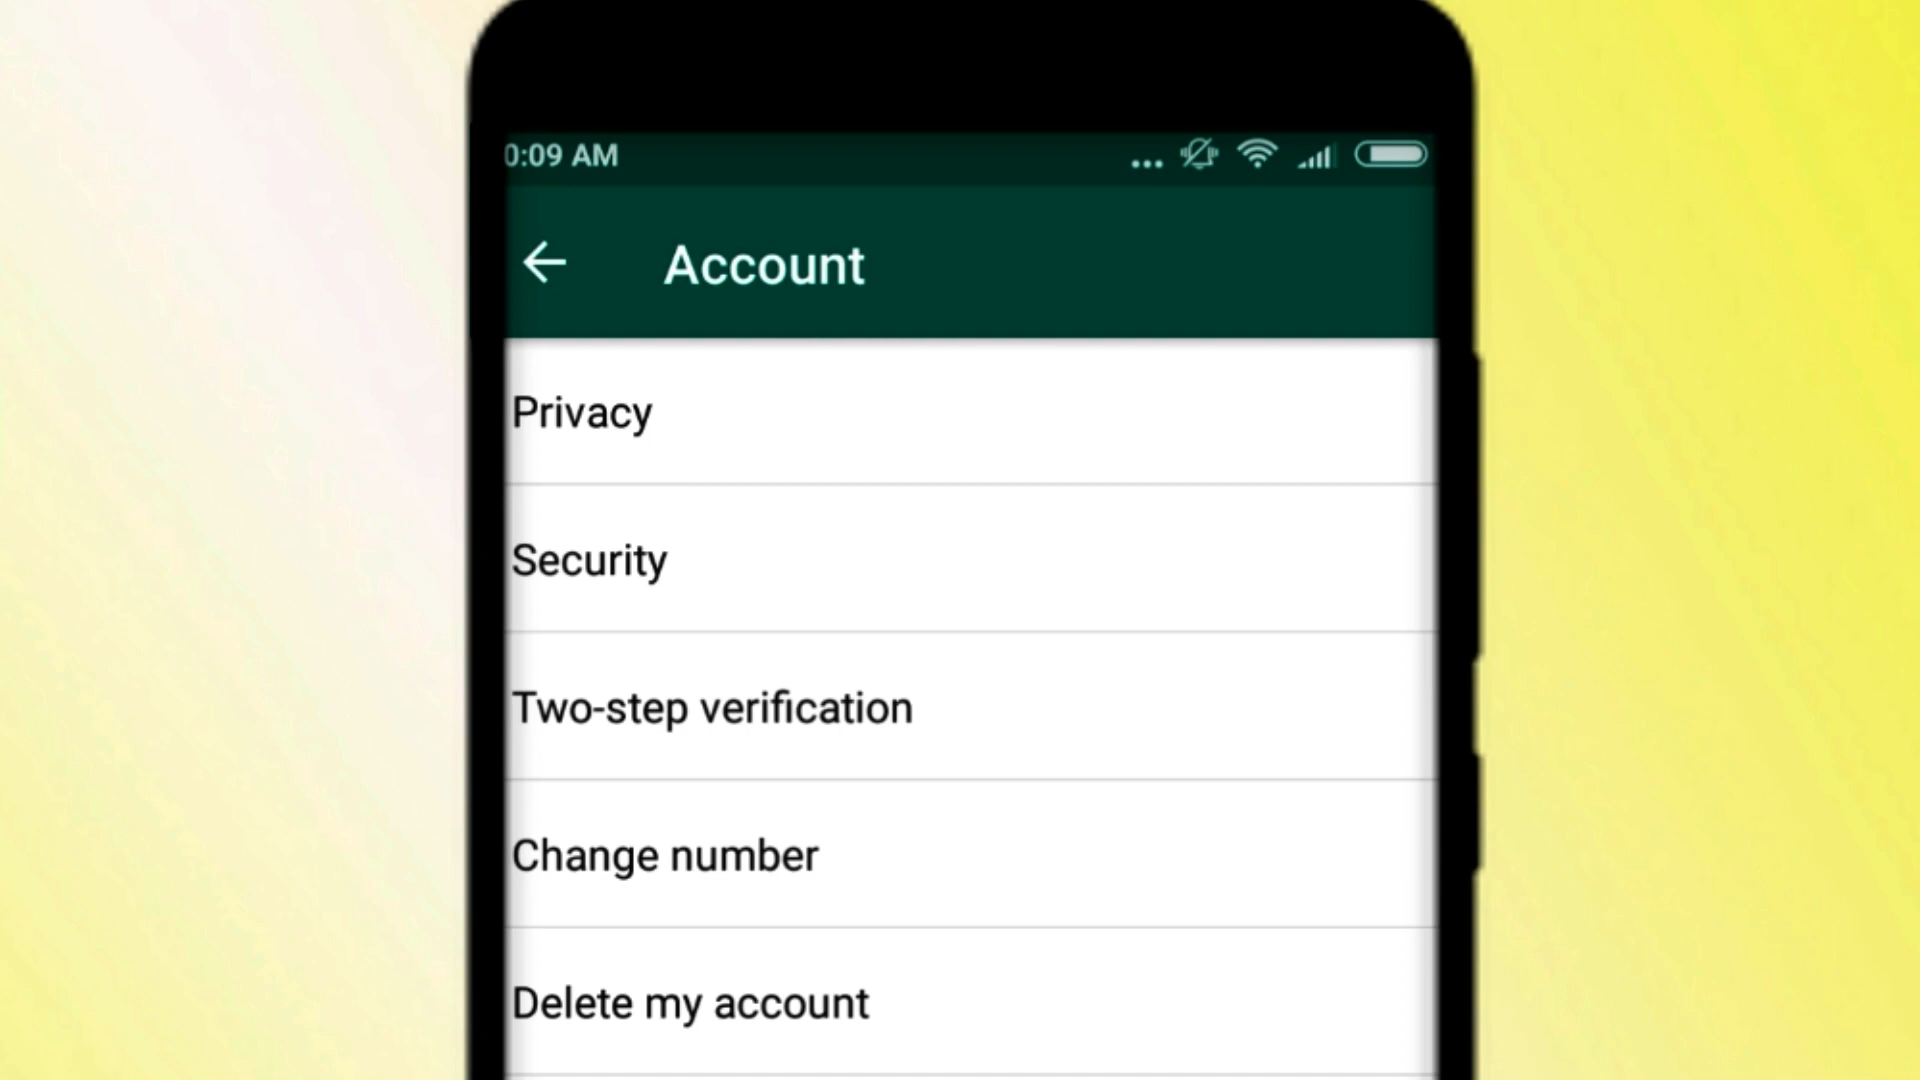 0:09 AM
Account
Privacy
Security
Two-step verification
Change number
Delete my account